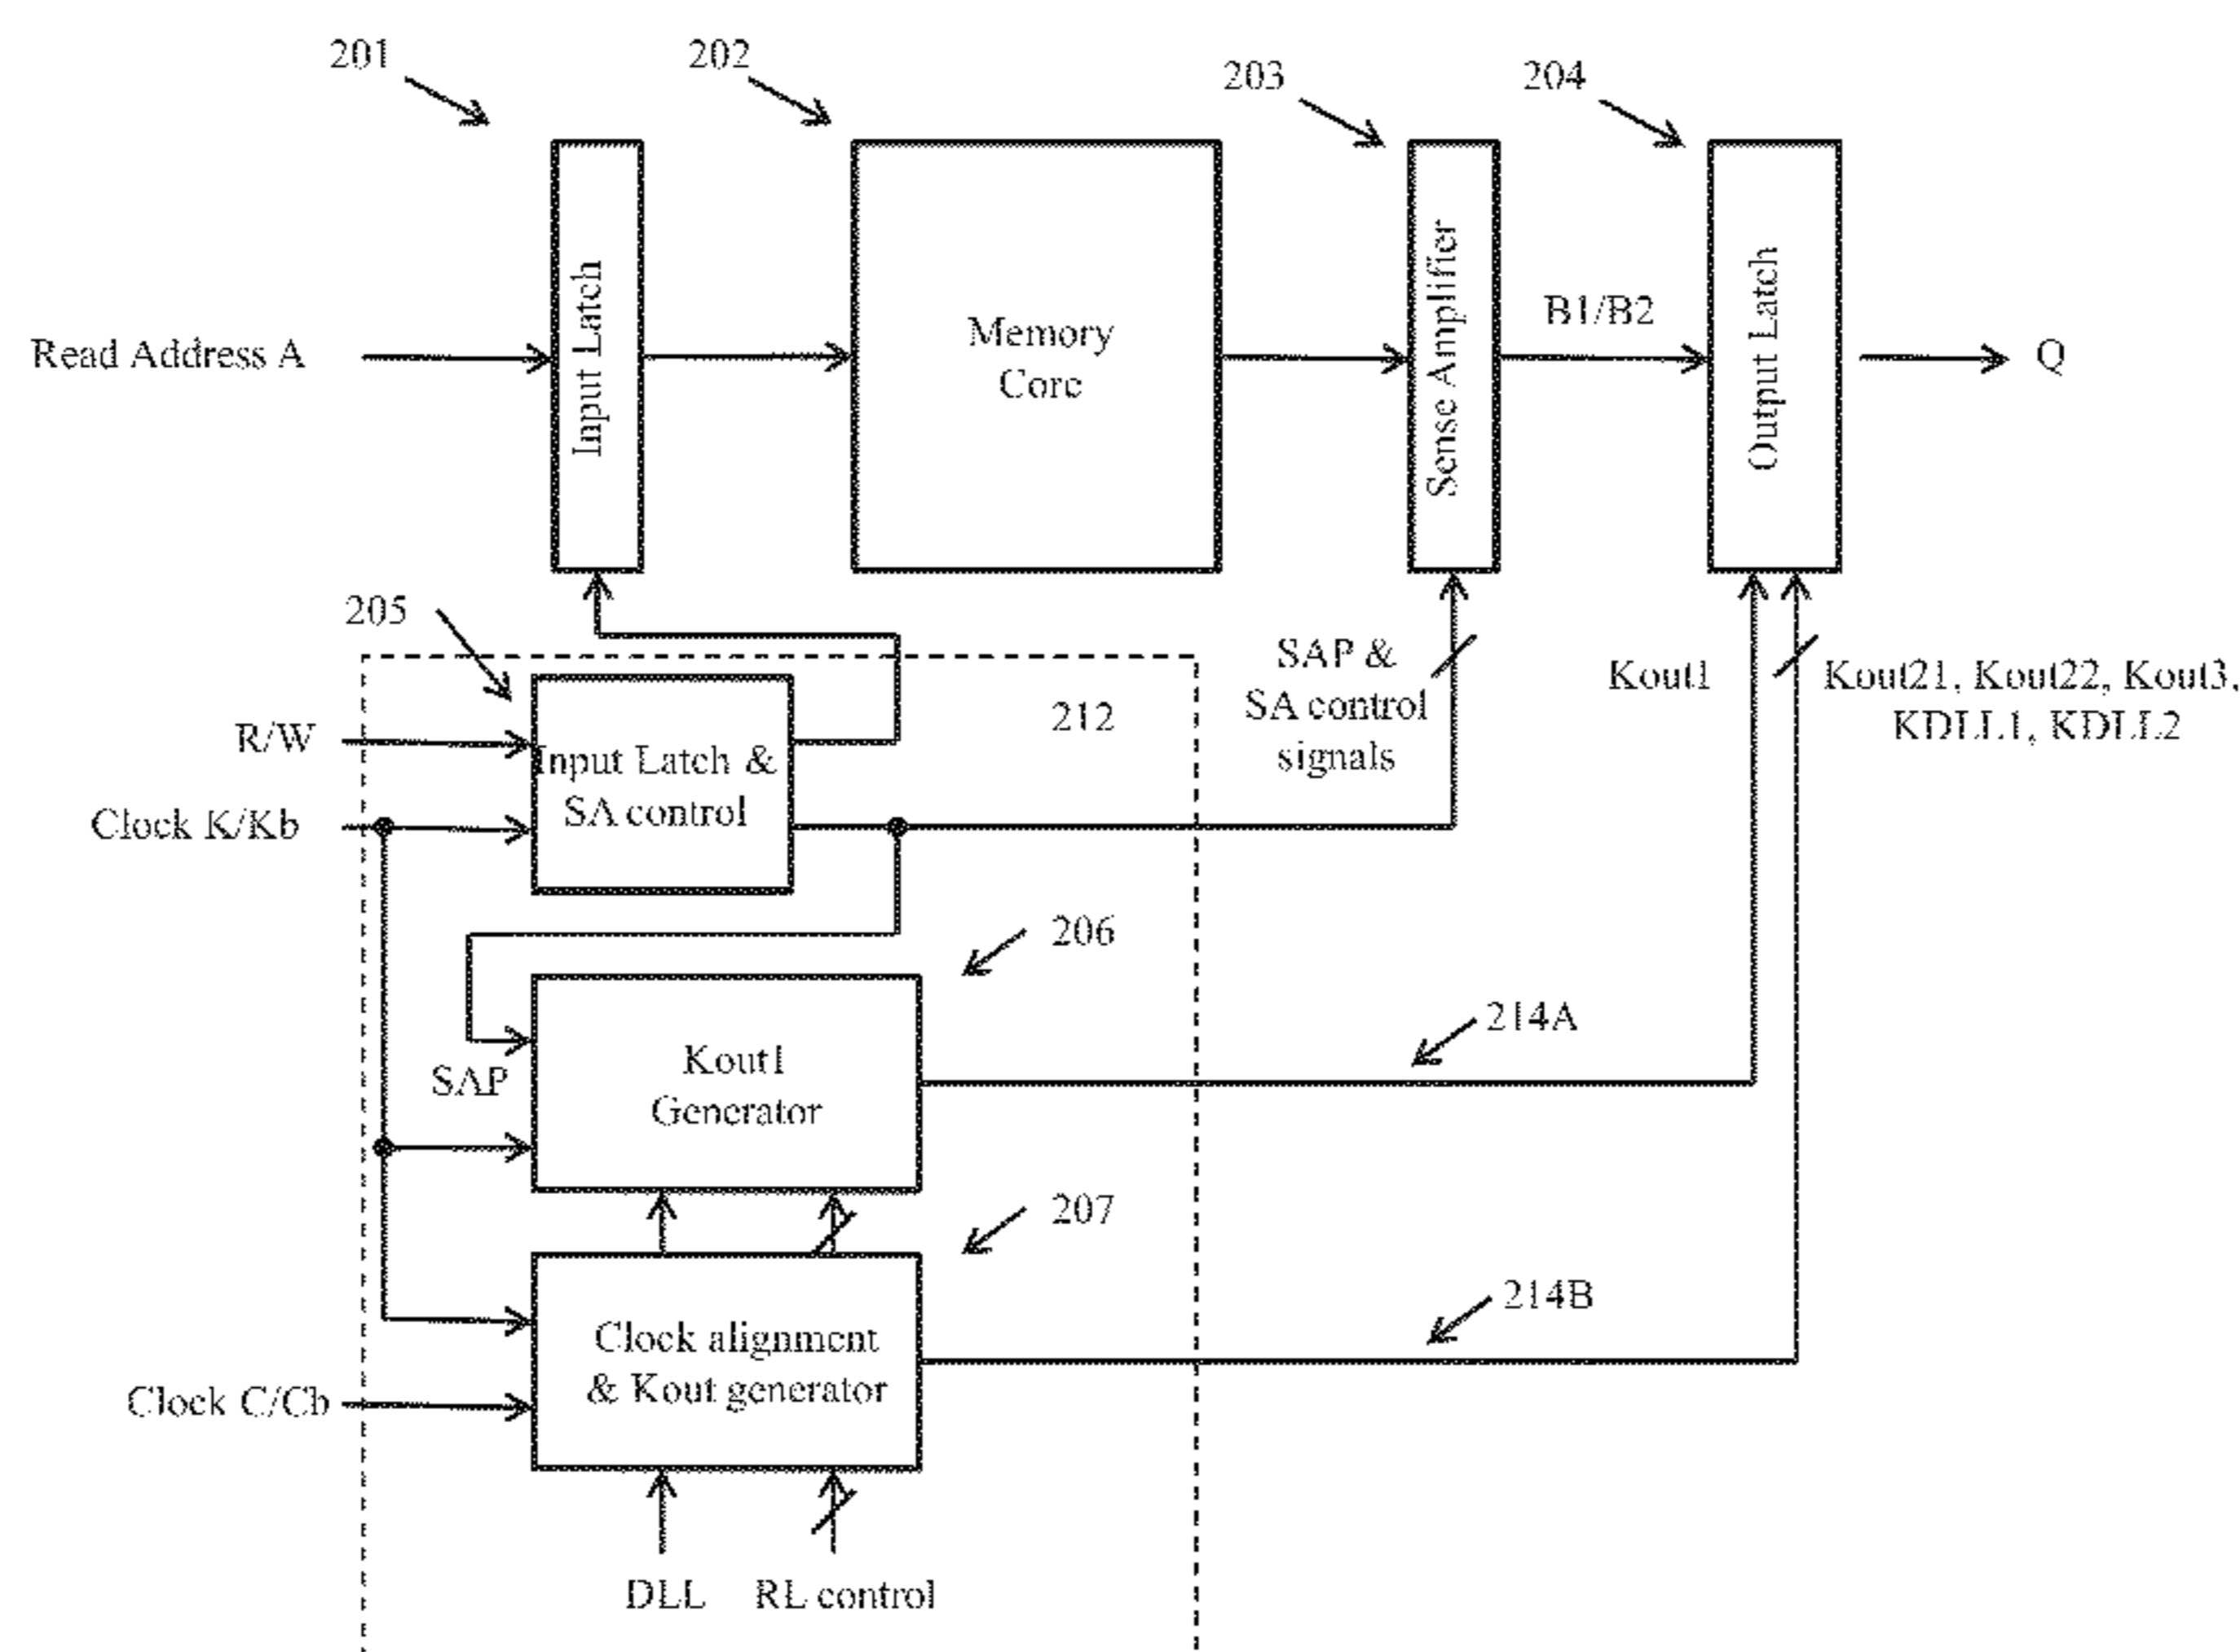 201
202
203
204
Read Address A
Input Latch
Memory
Core
Sense Amplifier
B1/B2
Output Latch
Q
205
R/W
Clock K/Kb
Input Latch &
SA control
212
SAP &
SA control
signals
Kout1
Kout21, Kout22, Kout3,
KDLL1, KDLL2
206
SAP
Kout1
Generator
214A
207
Clock C/Cb
Clock alignment
& Kout generator
214B
DLL
RL control